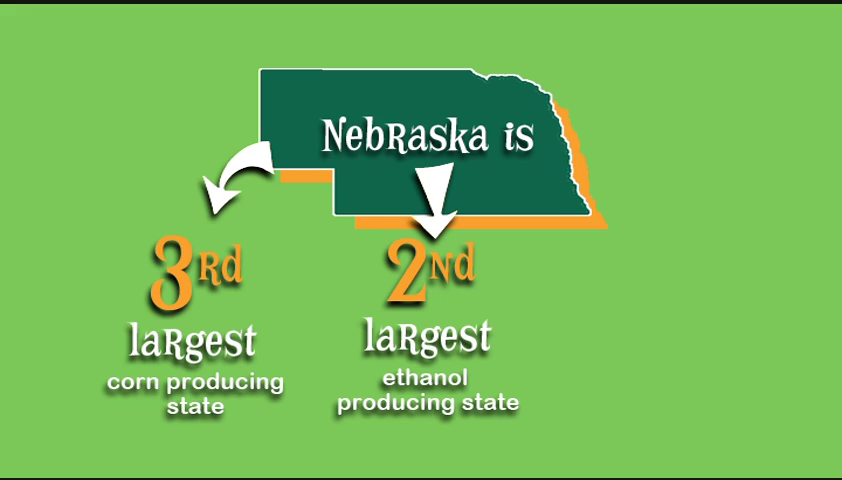 Nebraska is
3rd
largest
corn producing
state
2nd
largest
ethanol
producing state